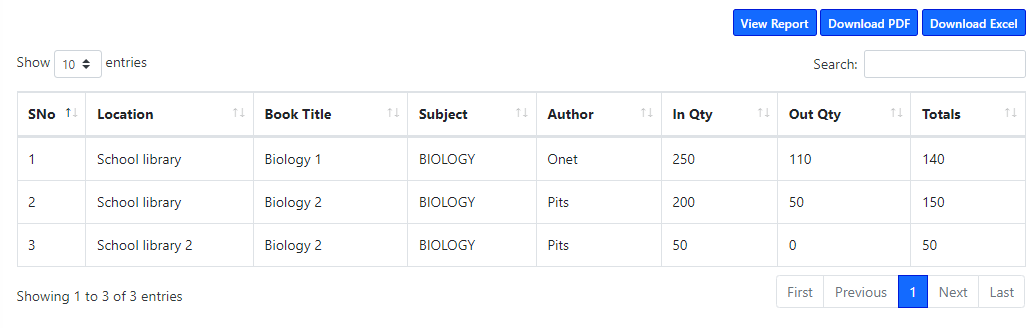 View Report Download PDF Download Excel
Show 10 entries Search:
SNo Location Book Title Subject Author In Qty Out Qty Totals
1 School library Biology 1 BIOLOGY Onet 250 110 140
2 School library Biology 2 BIOLOGY Pits 200 50 150
3 School library 2 Biology 2 BIOLOGY Pits 50 0 50
Showing 1 to 3 of 3 entries First Previous 1 Next Last